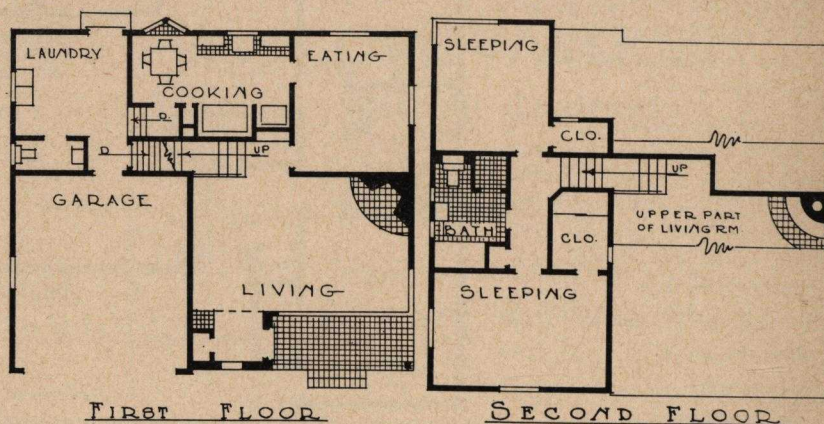 LAUNDRY
COOKING
EATING
D
D
UP
GARAGE
LIVING
FIRST FLOOR
SLEEPING
CLO.
UP
BATH
CLO.
UPPER PART
OF LIVING RM
SLEEPING
SECOND FLOOR